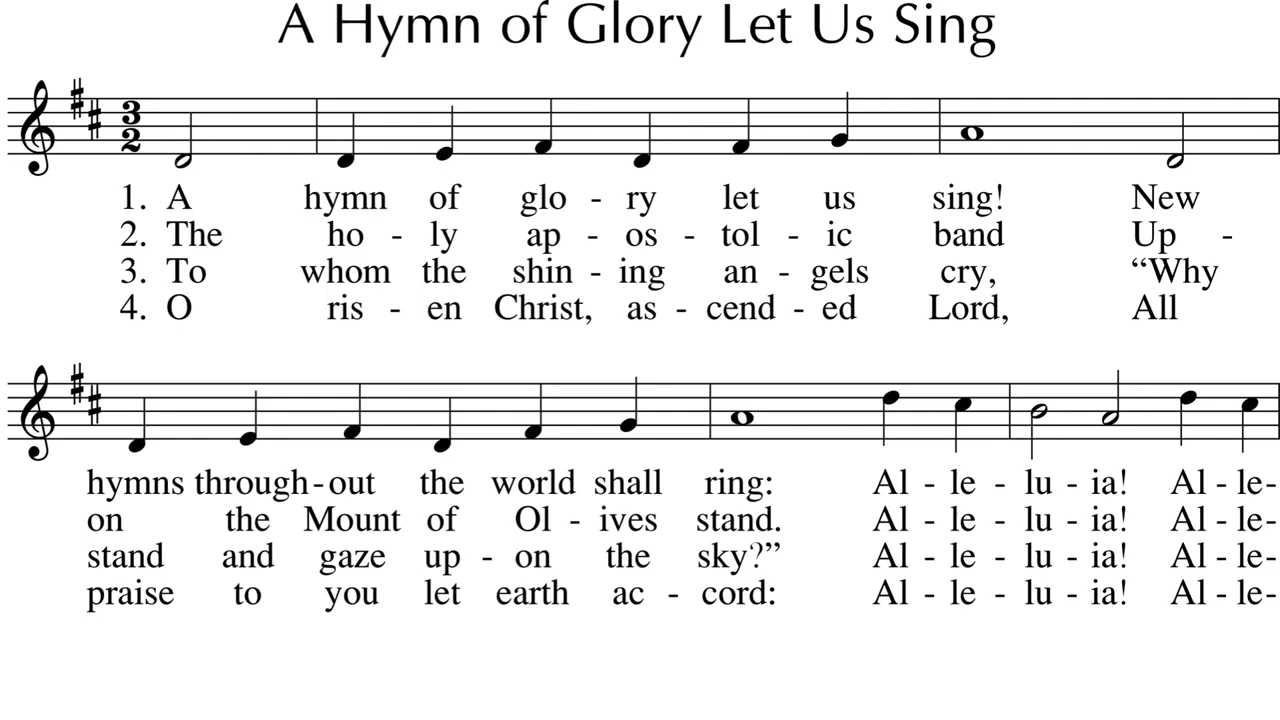 A Hymn of Glory Let Us Sing
3
2
1. A hymn of glo - ry let us sing! New
2. The ho - ly ap - os - tol - ic band Up -
3. To whom the shin - ing an - gels cry, “Why
4. O ris - en Christ, as - cend - ed Lord, All
hymns through - out the world shall ring: Al - le - lu - ia! Al - le-
on the Mount of Ol - ives stand. Al - le - lu - ia! Al - le-
stand and gaze up - on the sky?” Al - le - lu - ia! Al - le-
praise to you let earth ac - cord: Al - le - lu - ia! Al - le-